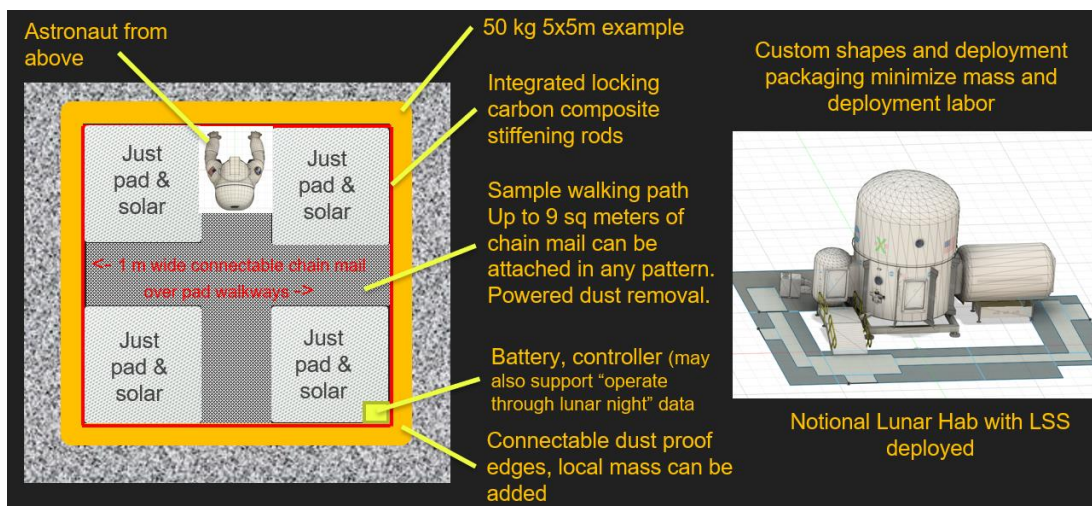 Astronaut from
above
50 kg 5x5m example
Integrated locking
carbon composite
stiffening rods
Sample walking path
Up to 9 sq meters of
chain mail can be
attached in any pattern.
Powered dust removal.
Battery, controller (may
also support “operate
through lunar night” data
Connectable dust proof
edges, local mass can be
added
Just
pad &
solar
Just
pad &
solar
<- 1 m wide connectable chain mail
over pad walkways ->
Just
pad &
solar
Just
pad &
solar
Custom shapes and deployment
packaging minimize mass and
deployment labor
Notional Lunar Hab with LSS
deployed